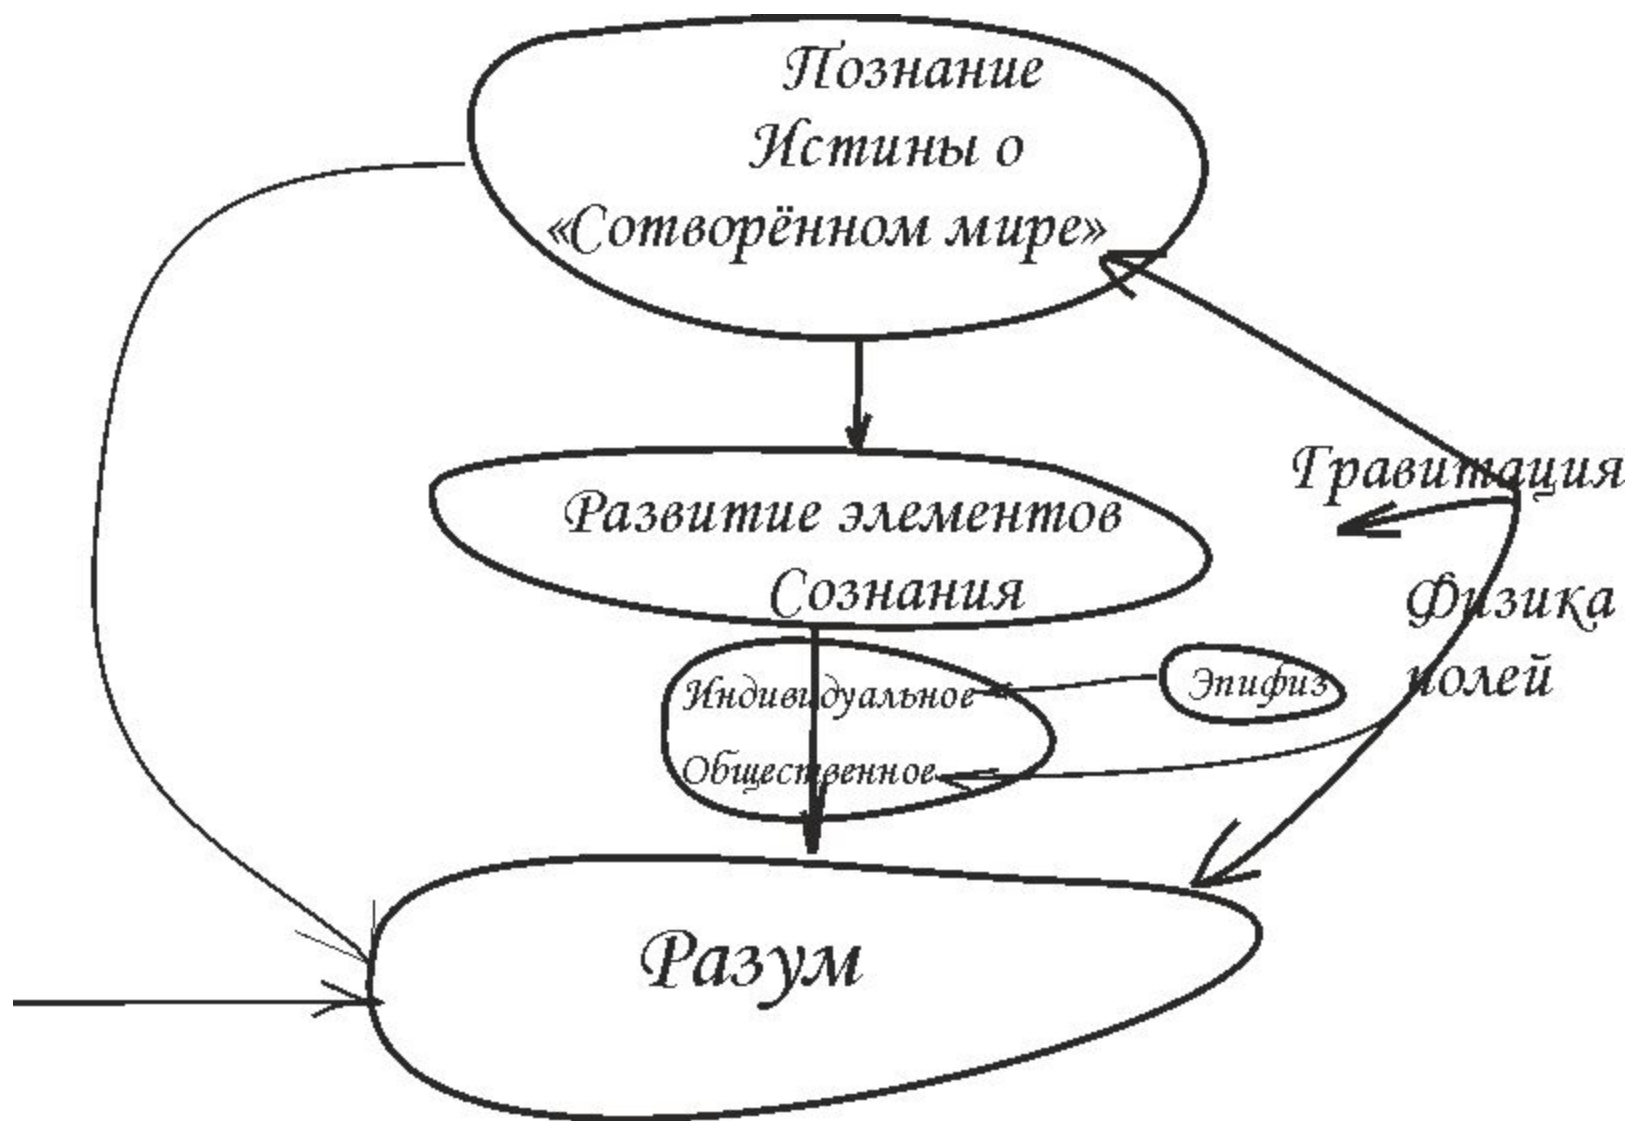 Познание
Истины о
«Сотворённом мире»
Гравитация
Развитие элементов
Сознания
Физика
полей
Индивидуальное
Эпифиз
Общественное
Разум